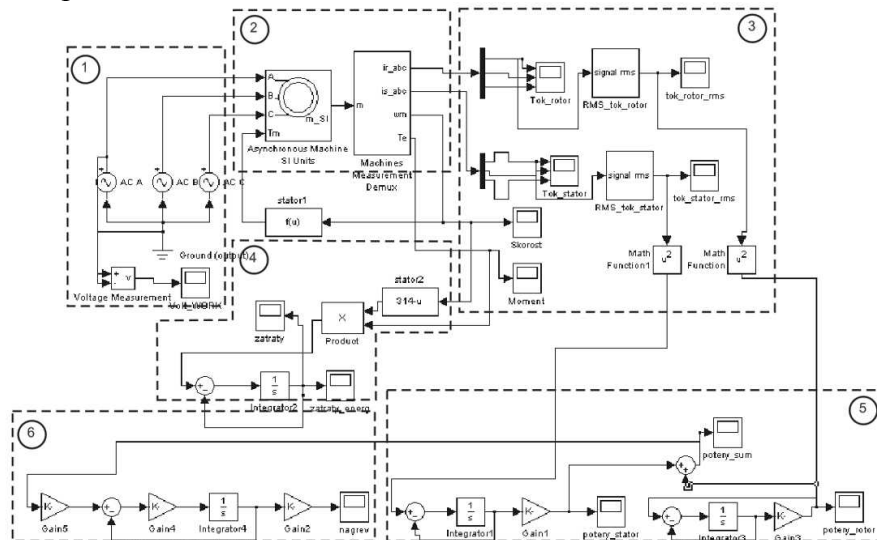 1
AC A
AC B
AC C
Ground (output)
Voltage Measurement
+
-
v
Volt_WORK
2
A
B
C
Tm
m_SI
Asynchronous Machine
SI Units
m
ir_abc
is_abc
wm
Te
Machines
Measurement
Demux
stator1
f(u)
3
Tok_rotor
signal rms
RMS_tok_rotor
tok_rotor_rms
Tok_stator
signal rms
RMS_tok_stator
tok_stator_rms
Skorost
Moment
u²
Math
Function1
Math
Function
u²
4
stator2
314-u
zatraty
×
Product
1
s
Integrator2
zatraty_energ
5
potery_sum
1
s
Integrator1
K-
Gain1
potery_stator
1
s
Integrator3
K-
Gain3
potery_rotor
6
K-
Gain5
K-
Gain4
1
s
Integrator4
K-
Gain2
nagrev